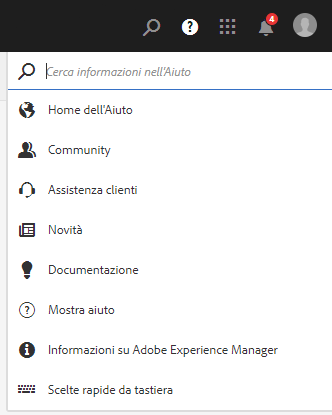 4
Cerca informazioni nell'Aiuto
Home dell'Aiuto
Community
Assistenza clienti
Novità
Documentazione
Mostra aiuto
Informazioni su Adobe Experience Manager
Scelte rapide da tastiera